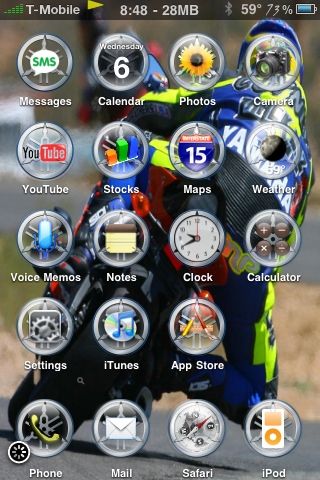 T-Mobile 8:48 - 28MB 59° 73%
SMS
Wednesday
6
Messages Calendar Photos Camera
YouTube
INTERSTATE
15
59°
YAMA
YouTube Stocks Maps Weather
Voice Memos Notes Clock Calculator
Settings iTunes App Store
Phone Mail Safari iPod